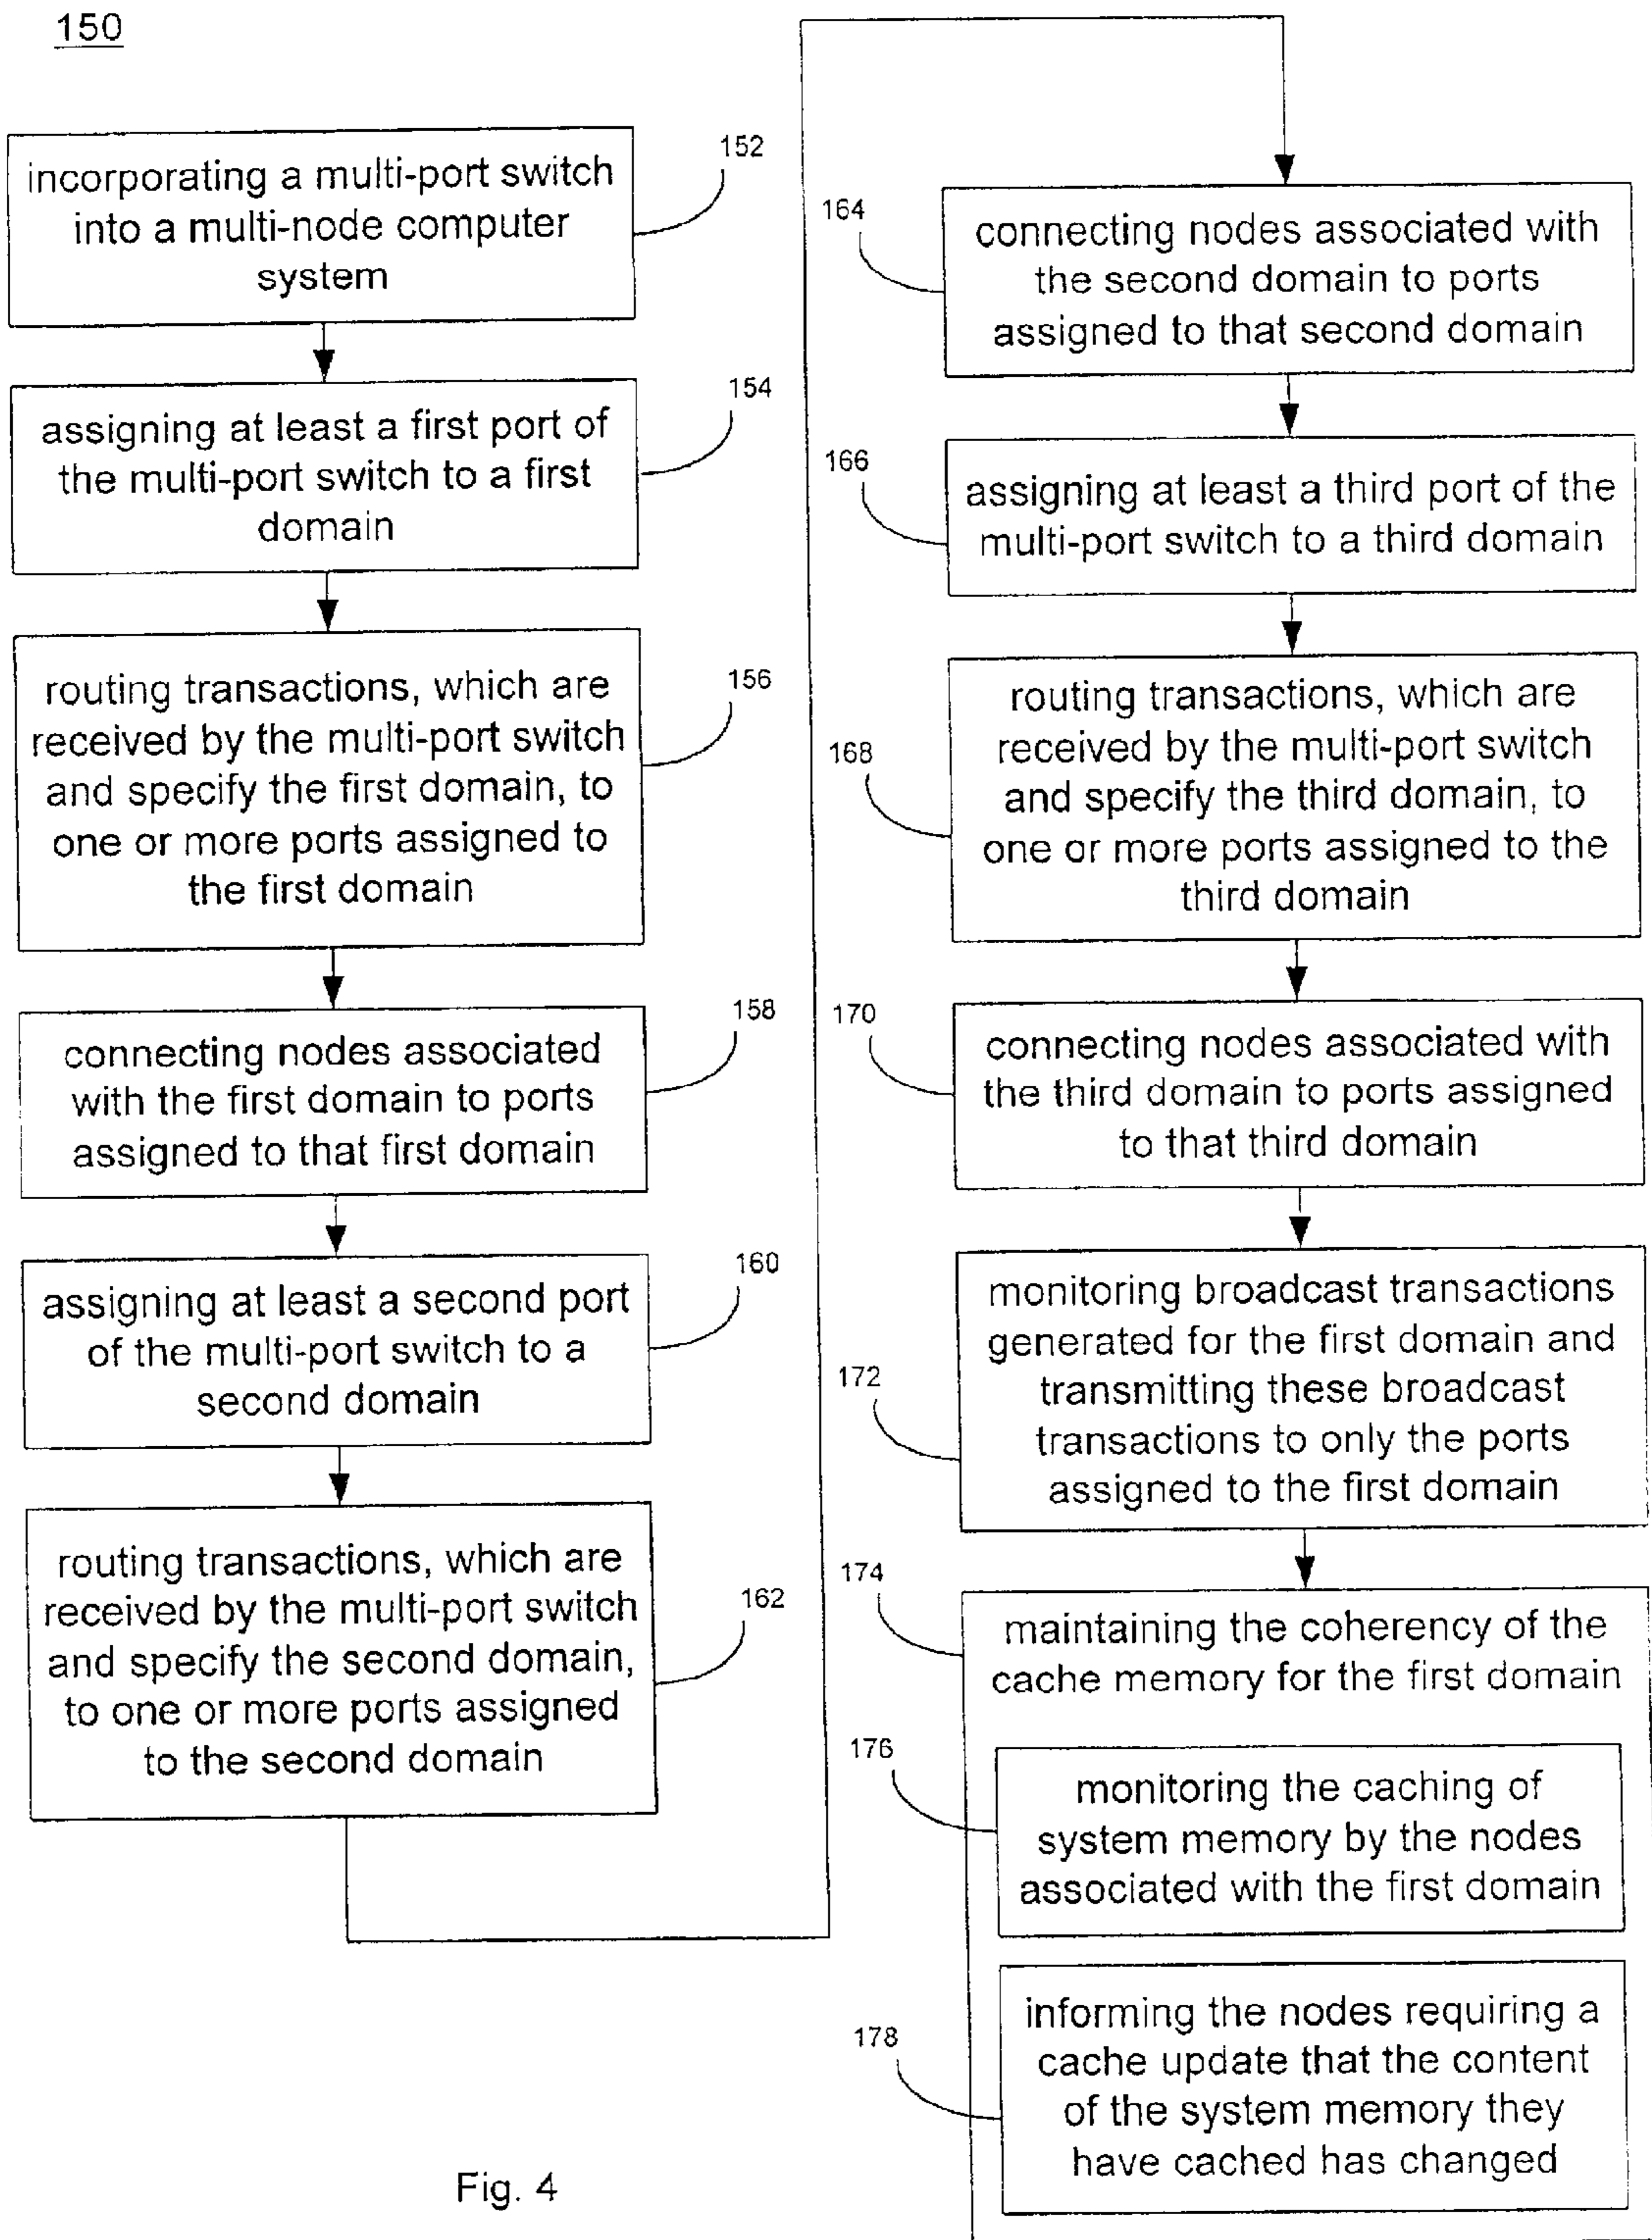 150
incorporating a multi-port switch
into a multi-node computer
system
152
assigning at least a first port of
the multi-port switch to a first
domain
154
routing transactions, which are
received by the multi-port switch
and specify the first domain, to
one or more ports assigned to
the first domain
156
connecting nodes associated
with the first domain to ports
assigned to that first domain
158
assigning at least a second port
of the multi-port switch to a
second domain
160
routing transactions, which are
received by the multi-port switch
and specify the second domain,
to one or more ports assigned
to the second domain
162
164
connecting nodes associated with
the second domain to ports
assigned to that second domain
166
assigning at least a third port of the
multi-port switch to a third domain
168
routing transactions, which are
received by the multi-port switch
and specify the third domain, to
one or more ports assigned to the
third domain
170
connecting nodes associated with
the third domain to ports assigned
to that third domain
172
monitoring broadcast transactions
generated for the first domain and
transmitting these broadcast
transactions to only the ports
assigned to the first domain
174
maintaining the coherency of the
cache memory for the first domain
176
monitoring the caching of
system memory by the nodes
associated with the first domain
178
informing the nodes requiring a
cache update that the content
of the system memory they
have cached has changed
Fig. 4